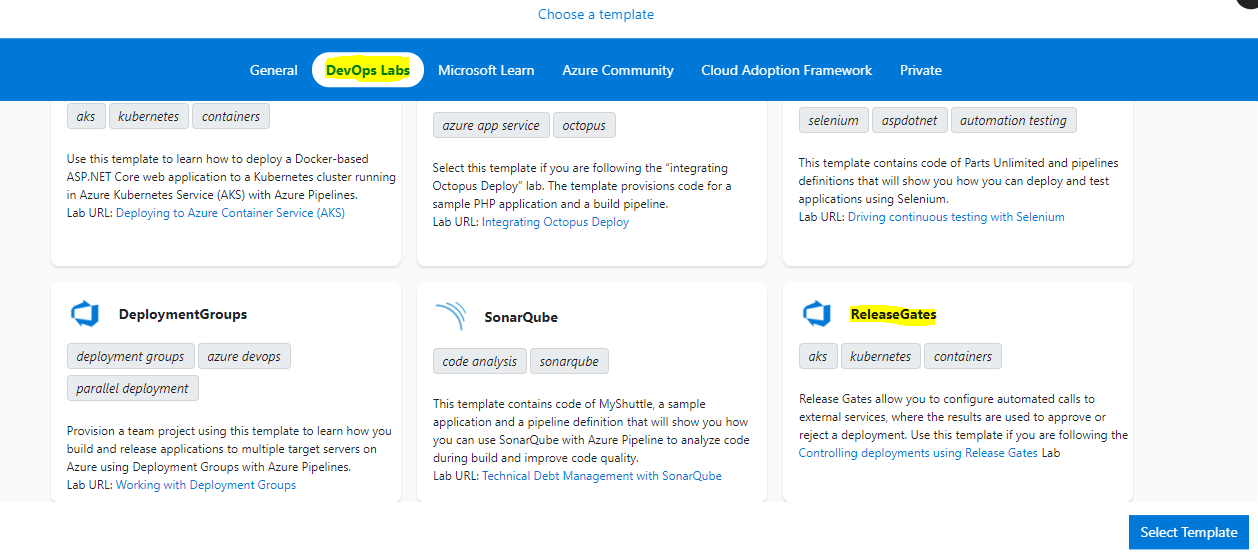 Choose a template
General DevOps Labs Microsoft Learn Azure Community Cloud Adoption Framework Private
aks kubernetes containers
Use this template to learn how to deploy a Docker-based
ASP.NET Core web application to a Kubernetes cluster running
in Azure Kubernetes Service (AKS) with Azure Pipelines.
Lab URL: Deploying to Azure Container Service (AKS)
azure app service octopus
Select this template if you are following the “integrating
Octopus Deploy” lab. The template provisions code for a
sample PHP application and a build pipeline.
Lab URL: Integrating Octopus Deploy
selenium aspdotnet automation testing
This template contains code of Parts Unlimited and pipelines
definitions that will show you how you can deploy and test
applications using Selenium.
Lab URL: Driving continuous testing with Selenium
DeploymentGroups
deployment groups azure devops
parallel deployment
Provision a team project using this template to learn how you
build and release applications to multiple target servers on
Azure using Deployment Groups with Azure Pipelines.
Lab URL: Working with Deployment Groups
SonarQube
code analysis sonarqube
This template contains code of MyShuttle, a sample
application and a pipeline definition that will show you how
you can use SonarQube with Azure Pipeline to analyze code
during build and improve code quality.
Lab URL: Technical Debt Management with SonarQube
ReleaseGates
aks kubernetes containers
Release Gates allow you to configure automated calls to
external services, where the results are used to approve or
reject a deployment. Use this template if you are following the
Controlling deployments using Release Gates Lab
Select Template